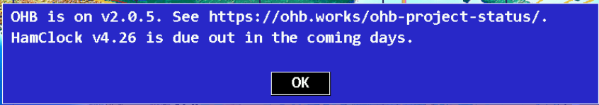 OHB is on v2.0.5. See https://ohb.works/ohb-project-status/.
HamClock v4.26 is due out in the coming days.
OK